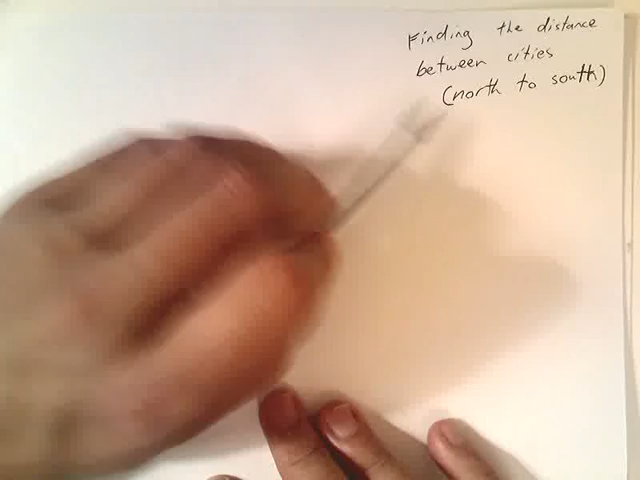 Finding the distance
between cities
(north to south)